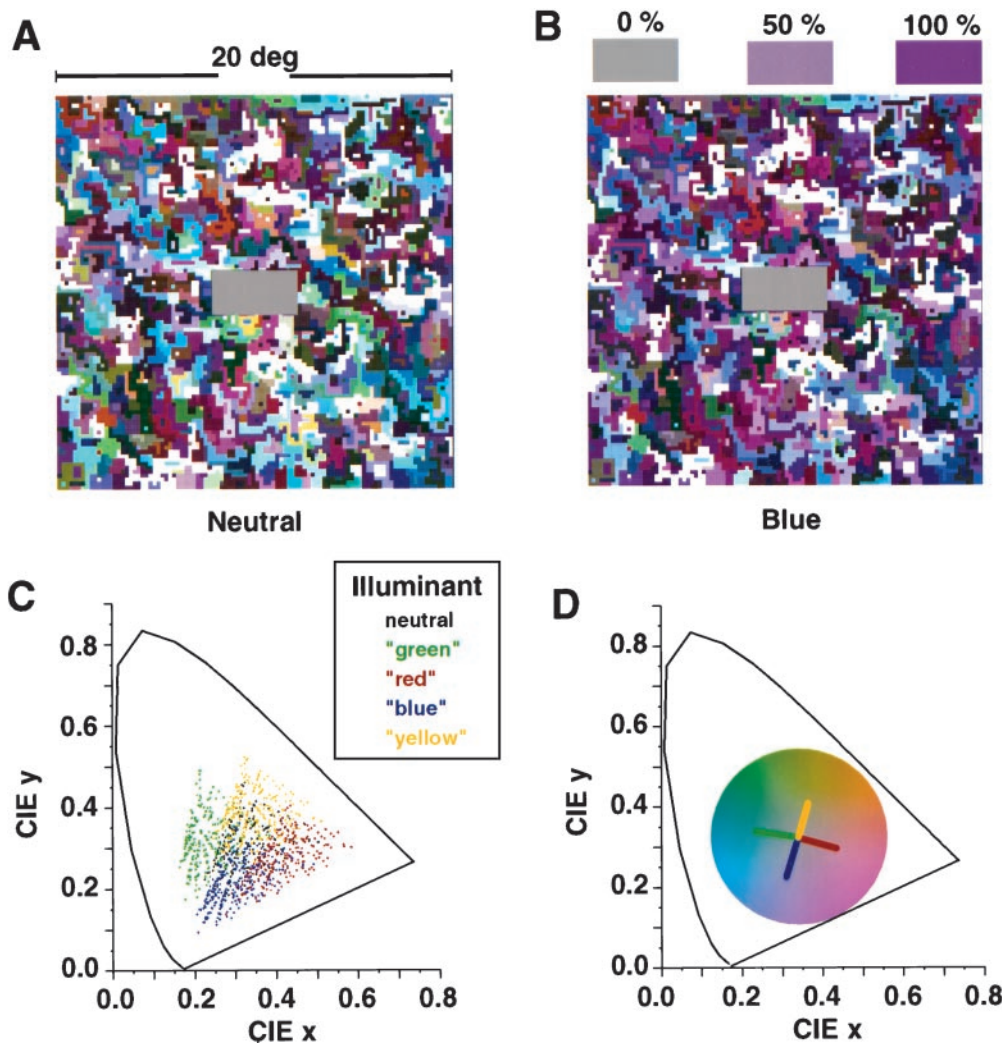 A
20 deg
Neutral
B
0 %
50 %
100 %
Blue
C
Illuminant
neutral
"green"
"red"
"blue"
"yellow"
CIE y
0.8
0.6
0.4
0.2
0.0
0.0 0.2 0.4 0.6 0.8
CIE x
D
CIE y
0.8
0.6
0.4
0.2
0.0
0.0 0.2 0.4 0.6 0.8
CIE x